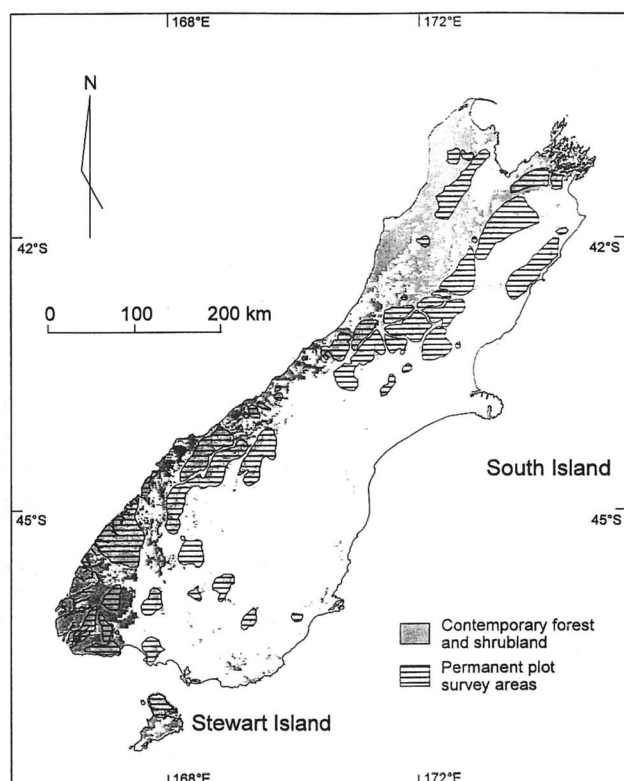 168°E 172°E
N
42°S 42°S
0 100 200 km
South Island
45°S 45°S
Contemporary forest
and shrubland
Permanent plot
survey areas
Stewart Island
168°E 172°E